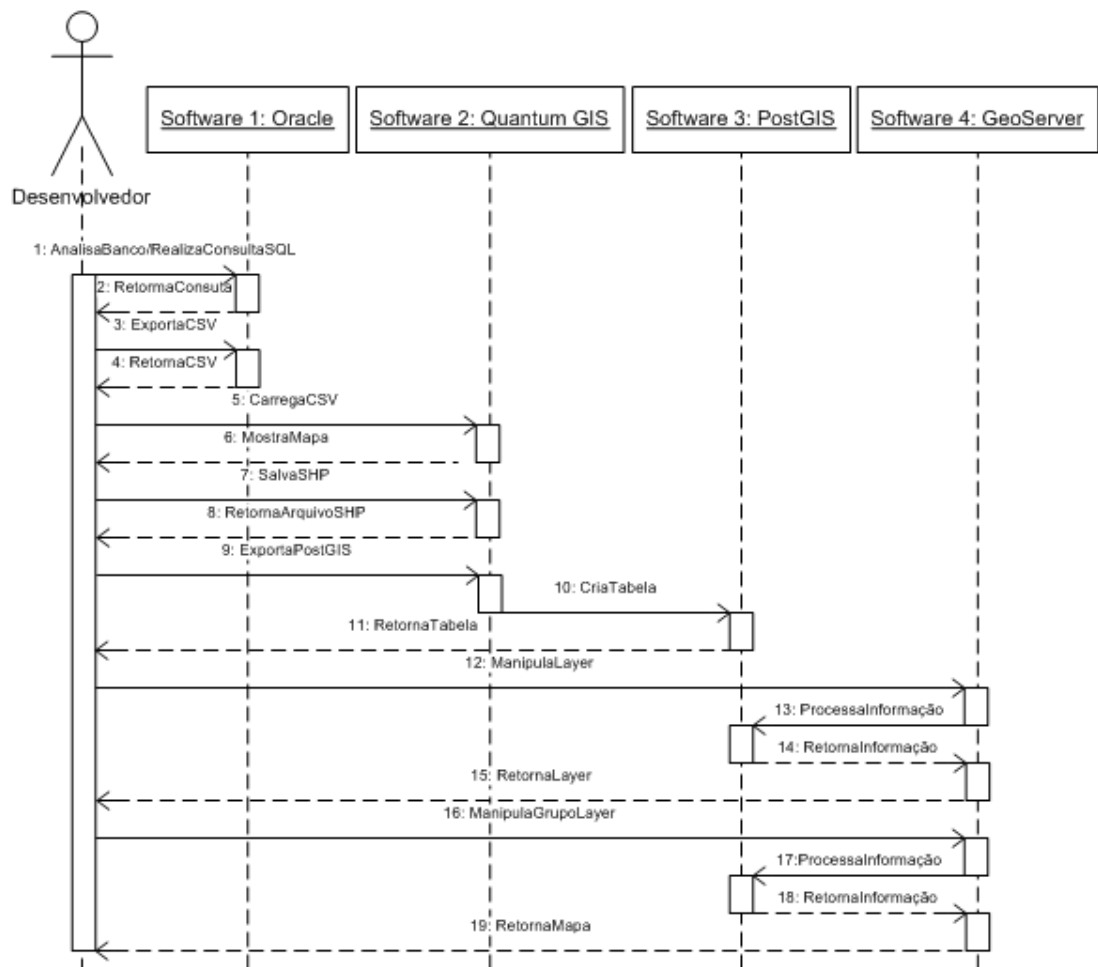 Software 1: Oracle
Software 2: Quantum GIS
Software 3: PostGIS
Software 4: GeoServer
Desenvolvedor
1: AnalisaBanco/RealizaConsultaSQL
2: RetormaConsuta
3: ExportaCSV
4: RetornaCSV
5: CarregaCSV
6: MostraMapa
7: SalvaSHP
8: RetornaArquivoSHP
9: ExportaPostGIS
10: CriaTabela
11: RetornaTabela
12: ManipulaLayer
13: ProcessaInformação
14: RetornaInformação
15: RetornaLayer
16: ManipulaGrupoLayer
17:ProcessaInformação
18: RetornaInformação
19: RetornaMapa